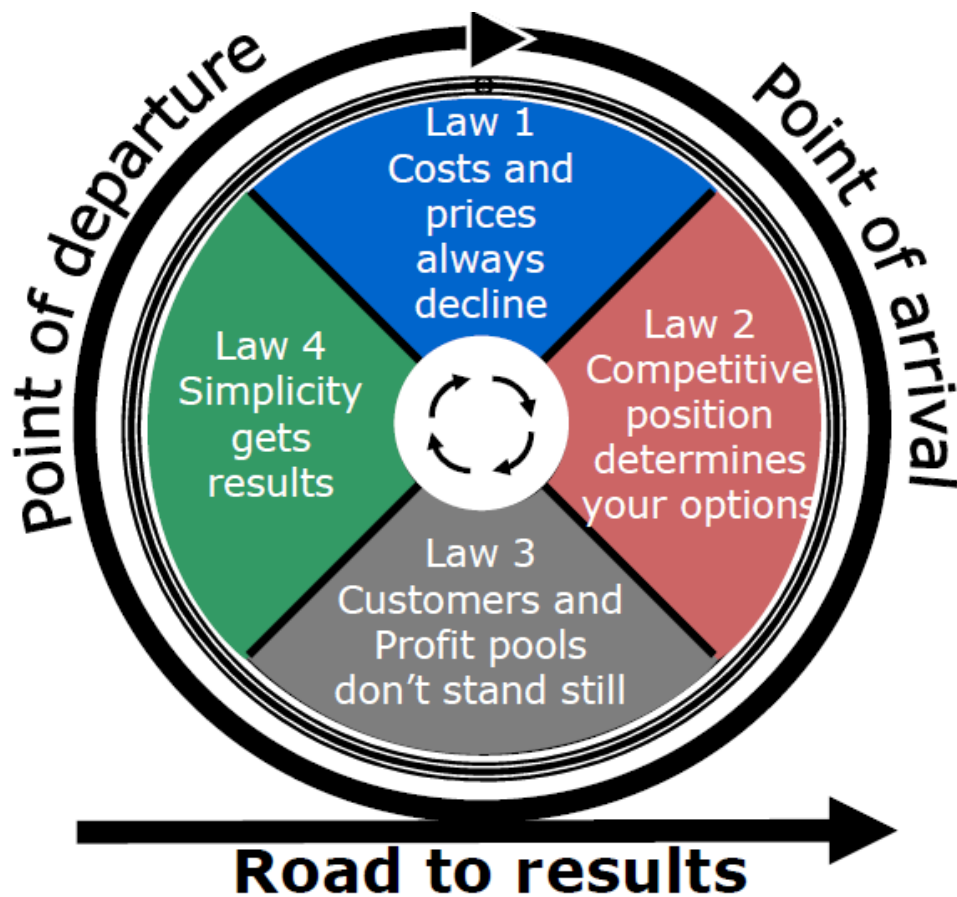 Point of departure
Point of arrival
Law 1
Costs and
prices
always
decline
Law 2
Competitive
position
determines
your options
Law 3
Customers and
Profit pools
don't stand still
Law 4
Simplicity
gets
results
Road to results